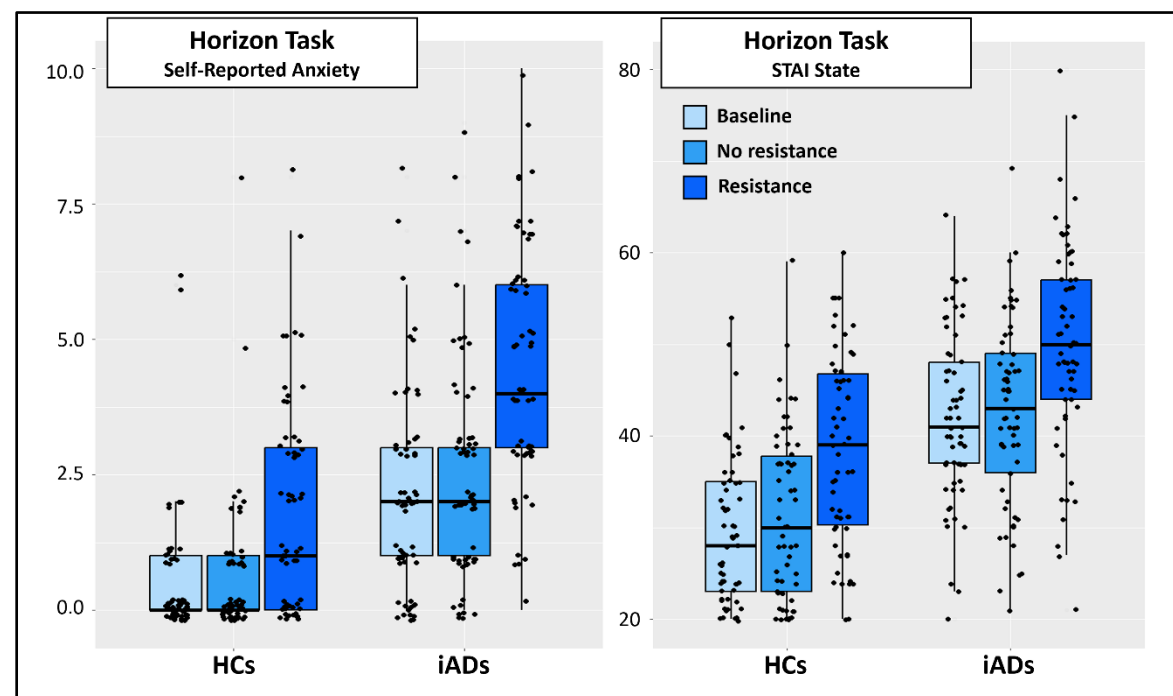 Horizon Task
Self-Reported Anxiety
10.0
7.5
5.0
2.5
0.0
HCs
iADs
Horizon Task
STAI State
Baseline
No resistance
Resistance
80
60
40
20
HCs
iADs